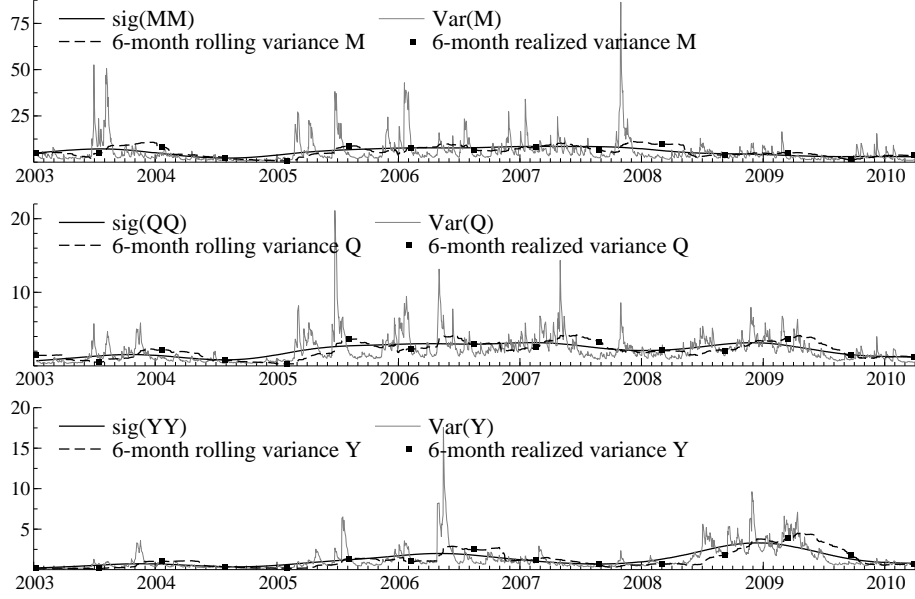 75
50
25
sig(MM) Var(M)
6-month rolling variance M 6-month realized variance M
2003 2004 2005 2006 2007 2008 2009 2010
20
10
sig(QQ) Var(Q)
6-month rolling variance Q 6-month realized variance Q
2003 2004 2005 2006 2007 2008 2009 2010
20
15
10
5
sig(YY) Var(Y)
6-month rolling variance Y 6-month realized variance Y
2003 2004 2005 2006 2007 2008 2009 2010